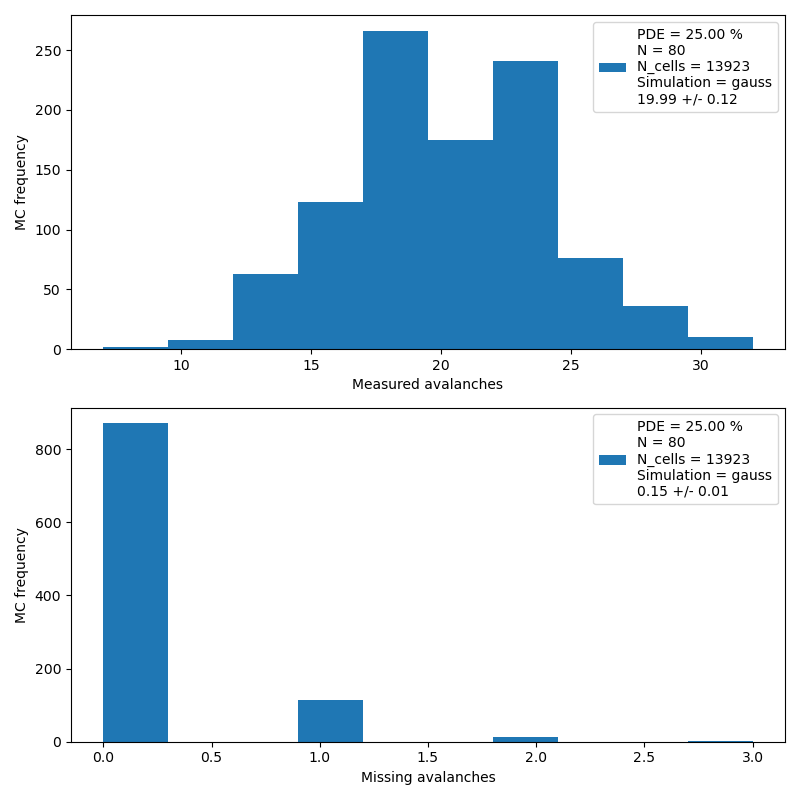 PDE = 25.00 %
N = 80
N_cells = 13923
Simulation = gauss
19.99 +/- 0.12
MC frequency
250
200
150
100
50
0
10 15 20 25 30
Measured avalanches
PDE = 25.00 %
N = 80
N_cells = 13923
Simulation = gauss
0.15 +/- 0.01
MC frequency
800
600
400
200
0
0.0 0.5 1.0 1.5 2.0 2.5 3.0
Missing avalanches